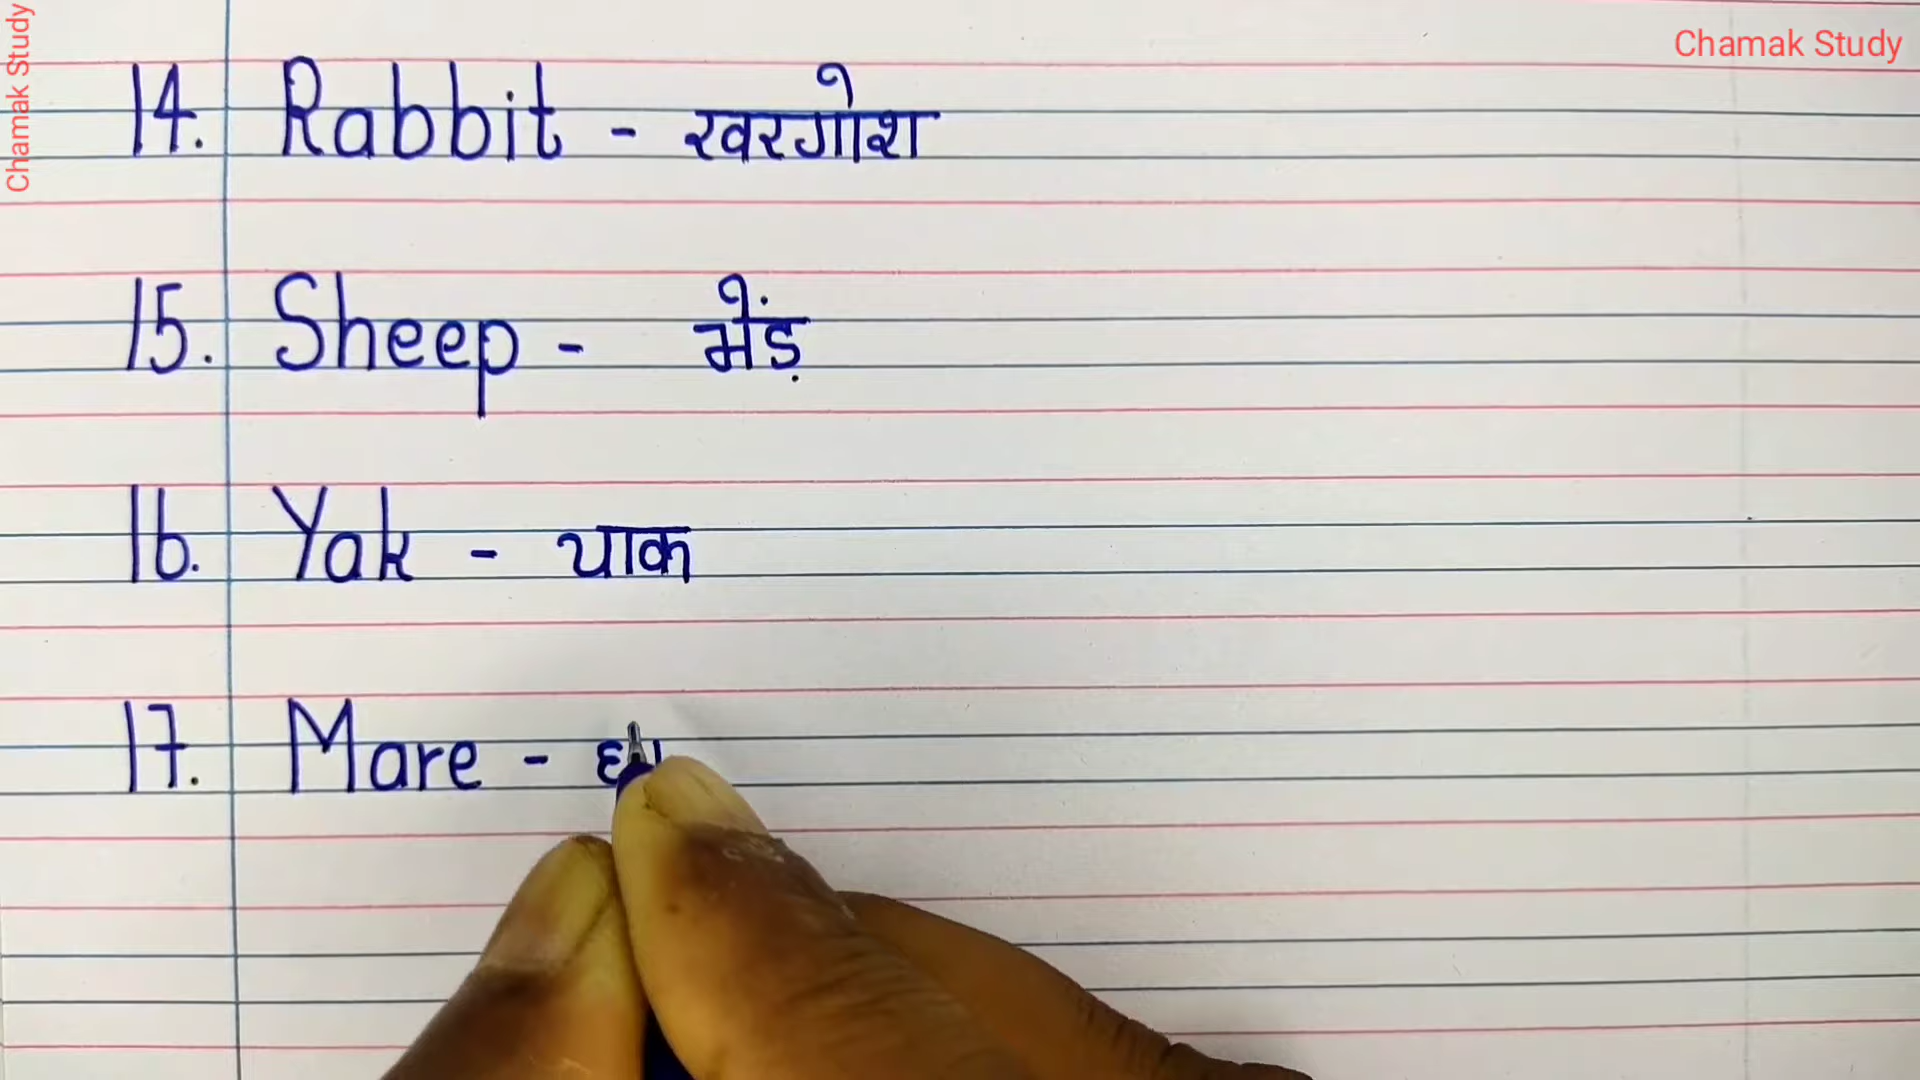 Chamak Study
Chamak Study
14. Rabbit - खरगोश
15. Sheep - भेंड़
16. Yak - याक
17. Mare -